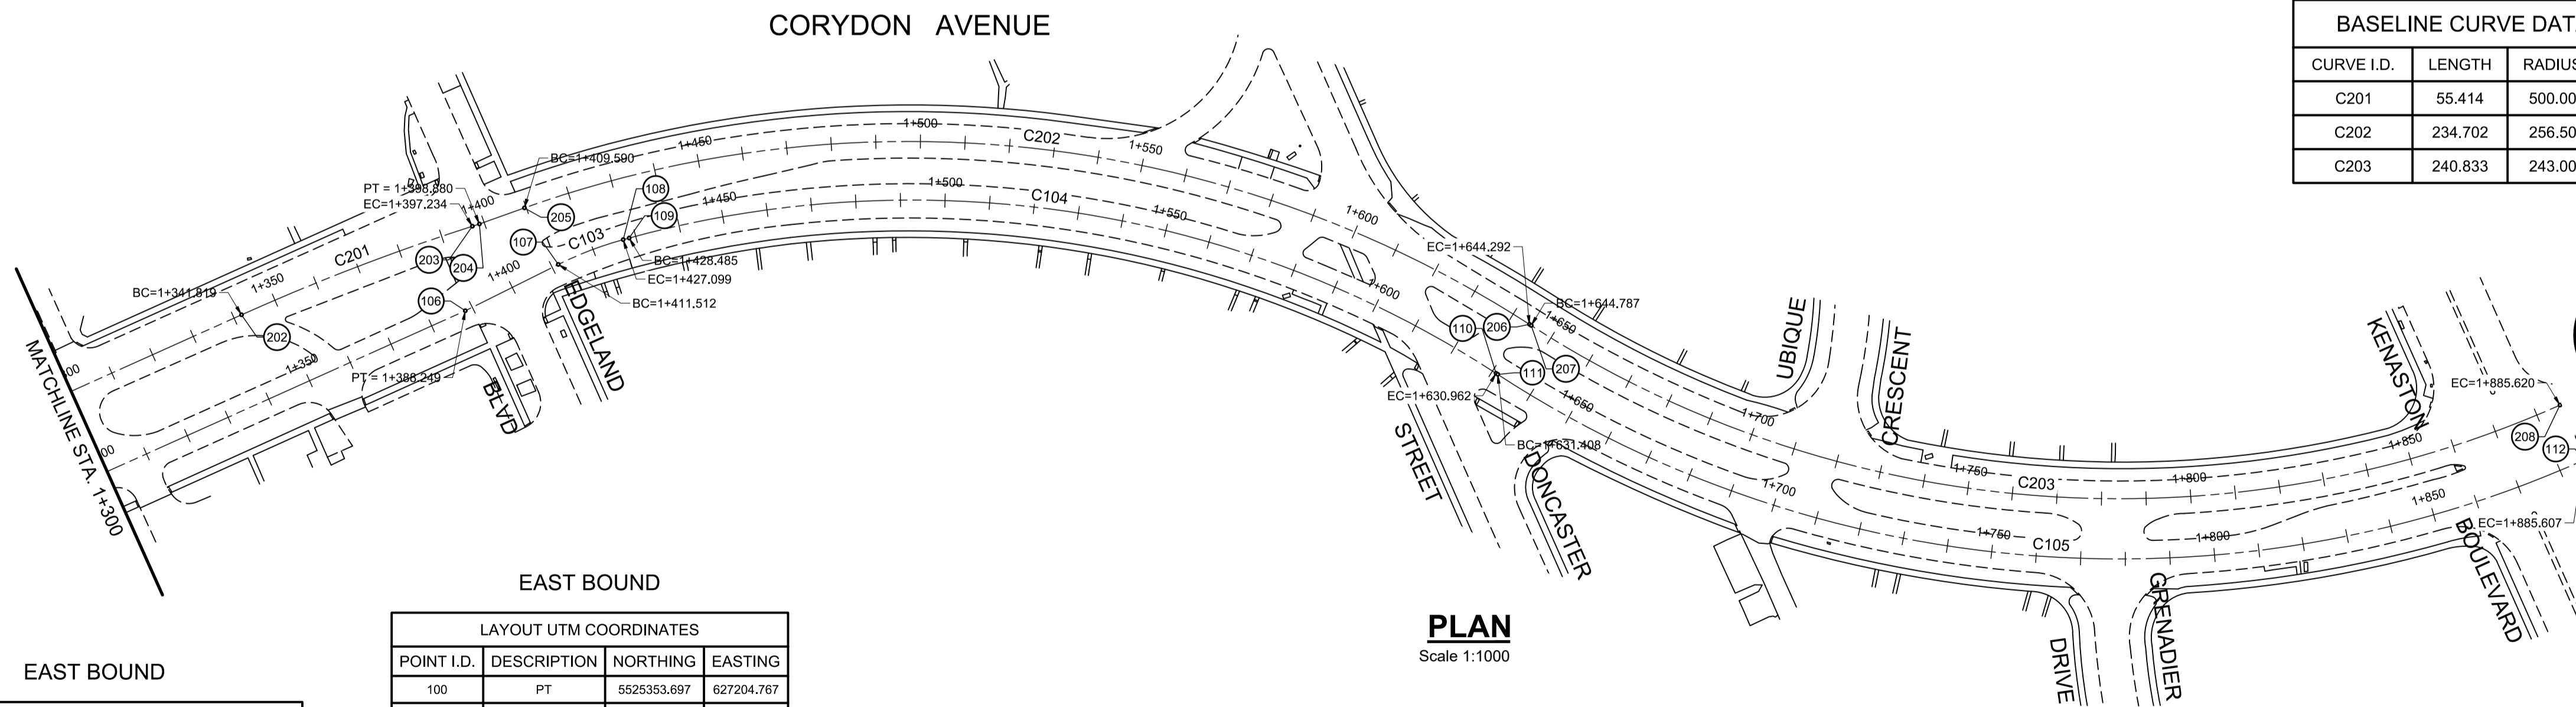 CORYDON AVENUE
BASELINE CURVE DAT
CURVE I.D. LENGTH RADIUS
C201 55.414 500.00
C202 234.702 256.50
C203 240.833 243.00
1+500
C202
1+450
1+550
BC=1+409.590
PT = 1+398.880
EC=1+397.234
1+400
108
109
205
107
C103
1+450
1+500
C104
1+550
1+600
C201
203
204
1+400
BC=1+428.485
EC=1+427.099
BC=1+411.512
EC=1+644.292
BC=1+341.819
1+350
106
202
1+600
BC=1+644.787
110
206
1+650
111
207
PT = 1+388.249
1+350
EC=1+630.962
1+650
BC=1+631.408
1+700
1+700
MATCHLINE STA. 1+300
00
00
EDGELAND
BLVD
STREET
DONCASTER
UBIQUE
CRESCENT
KENASTON
EC=1+885.620
208
112
1+850
1+750
C203
1+800
1+850
1+750
C105
1+800
EC=1+885.607
BOULEVARD
GRENADIER
DRIVE
PLAN
Scale 1:1000
EAST BOUND
LAYOUT UTM COORDINATES
POINT I.D. DESCRIPTION NORTHING EASTING
100 PT 5525353.697 627204.767
EAST BOUND